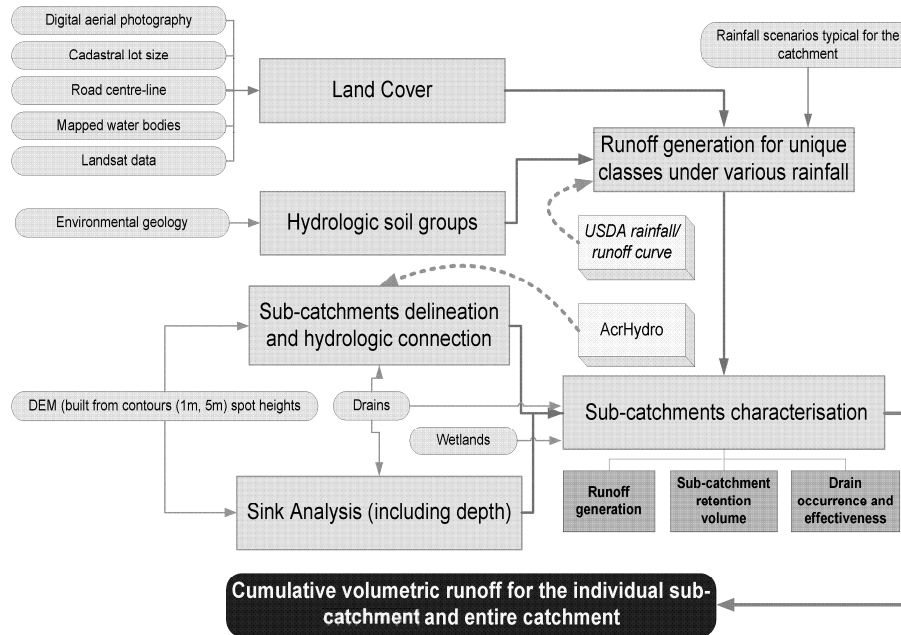 Digital aerial photography
Cadastral lot size
Road centre-line
Mapped water bodies
Landsat data
Land Cover
Rainfall scenarios typical for the
catchment
Runoff generation for unique
classes under various rainfall
Environmental geology
Hydrologic soil groups
USDA rainfall/
runoff curve
Sub-catchments delineation
and hydrologic connection
AcrHydro
DEM (built from contours (1m, 5m) spot heights
Drains
Wetlands
Sub-catchments characterisation
Sink Analysis (including depth)
Runoff
generation
Sub-catchment
retention
volume
Drain
occurrence and
effectiveness
Cumulative volumetric runoff for the individual sub-
catchment and entire catchment